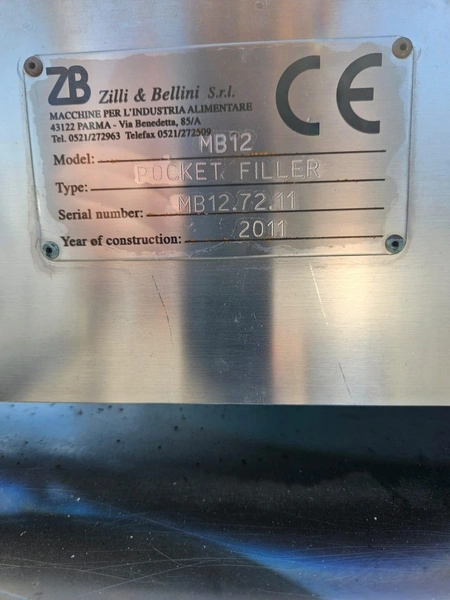 ZB Zilli & Bellini S.r.l.
MACCHINE PER L'INDUSTRIA ALIMENTARE
43122 PARMA - Via Benedetta, 85/A
Tel. 0521/272963 Telefax 0521/272509
CE
Model: MB12
Type: POCKET FILLER
Serial number: MB12.72.11
Year of construction: 2011